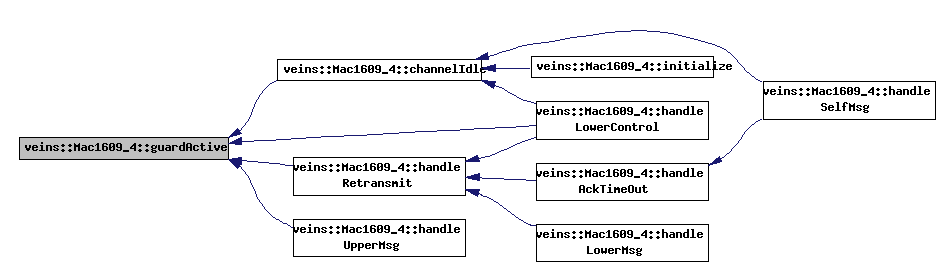 veins::Mac1609_4::guardActive
veins::Mac1609_4::channelIdle
veins::Mac1609_4::handle
Retransmit
veins::Mac1609_4::handle
UpperMsg
veins::Mac1609_4::initialize
veins::Mac1609_4::handle
LowerControl
veins::Mac1609_4::handle
AckTimeOut
veins::Mac1609_4::handle
LowerMsg
veins::Mac1609_4::handle
SelfMsg